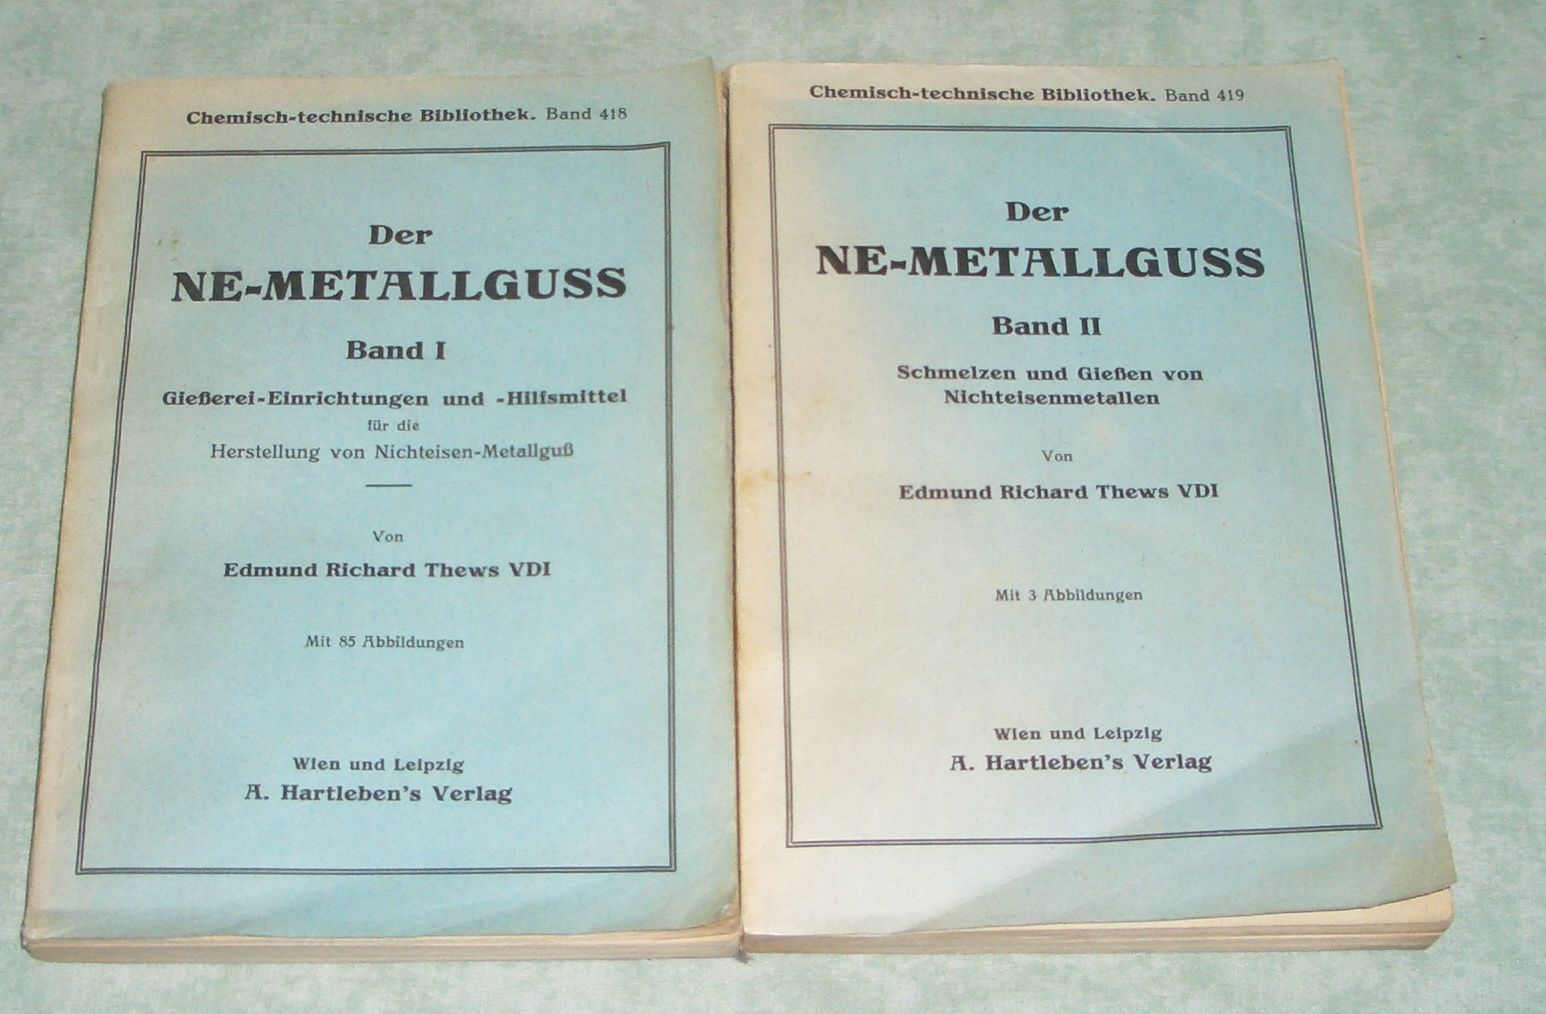 Chemisch-technische Bibliothek. Band 418
Der
NE-METALLGUSS
Band I
Gießerei-Einrichtungen und -Hilfsmittel
für die
Herstellung von Nichteisen-Metallguß
Von
Edmund Richard Thews VDI
Mit 85 Abbildungen
Wien und Leipzig
A. Hartleben's Verlag
Chemisch-technische Bibliothek. Band 419
Der
NE-METALLGUSS
Band II
Schmelzen und Gießen von
Nichteisenmetallen
Von
Edmund Richard Thews VDI
Mit 3 Abbildungen
Wien und Leipzig
A. Hartleben's Verlag